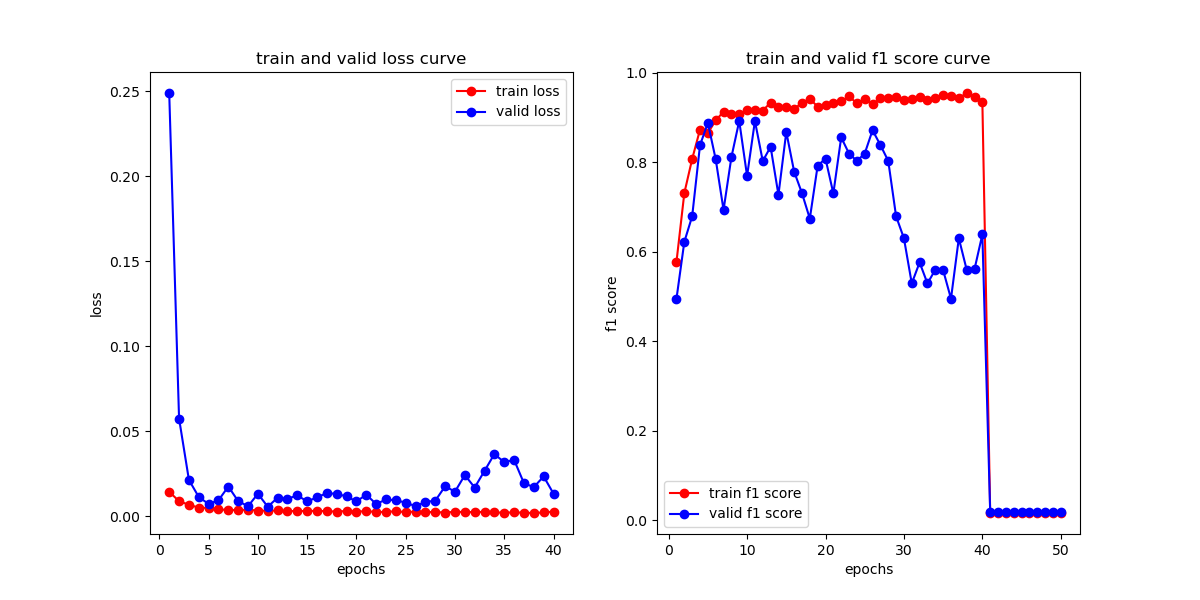 train and valid loss curve
train loss
valid loss
0.25
0.20
0.15
0.10
0.05
0.00
loss
0 5 10 15 20 25 30 35 40
epochs
train and valid f1 score curve
1.0
0.8
0.6
0.4
0.2
0.0
f1 score
train f1 score
valid f1 score
0 10 20 30 40 50
epochs